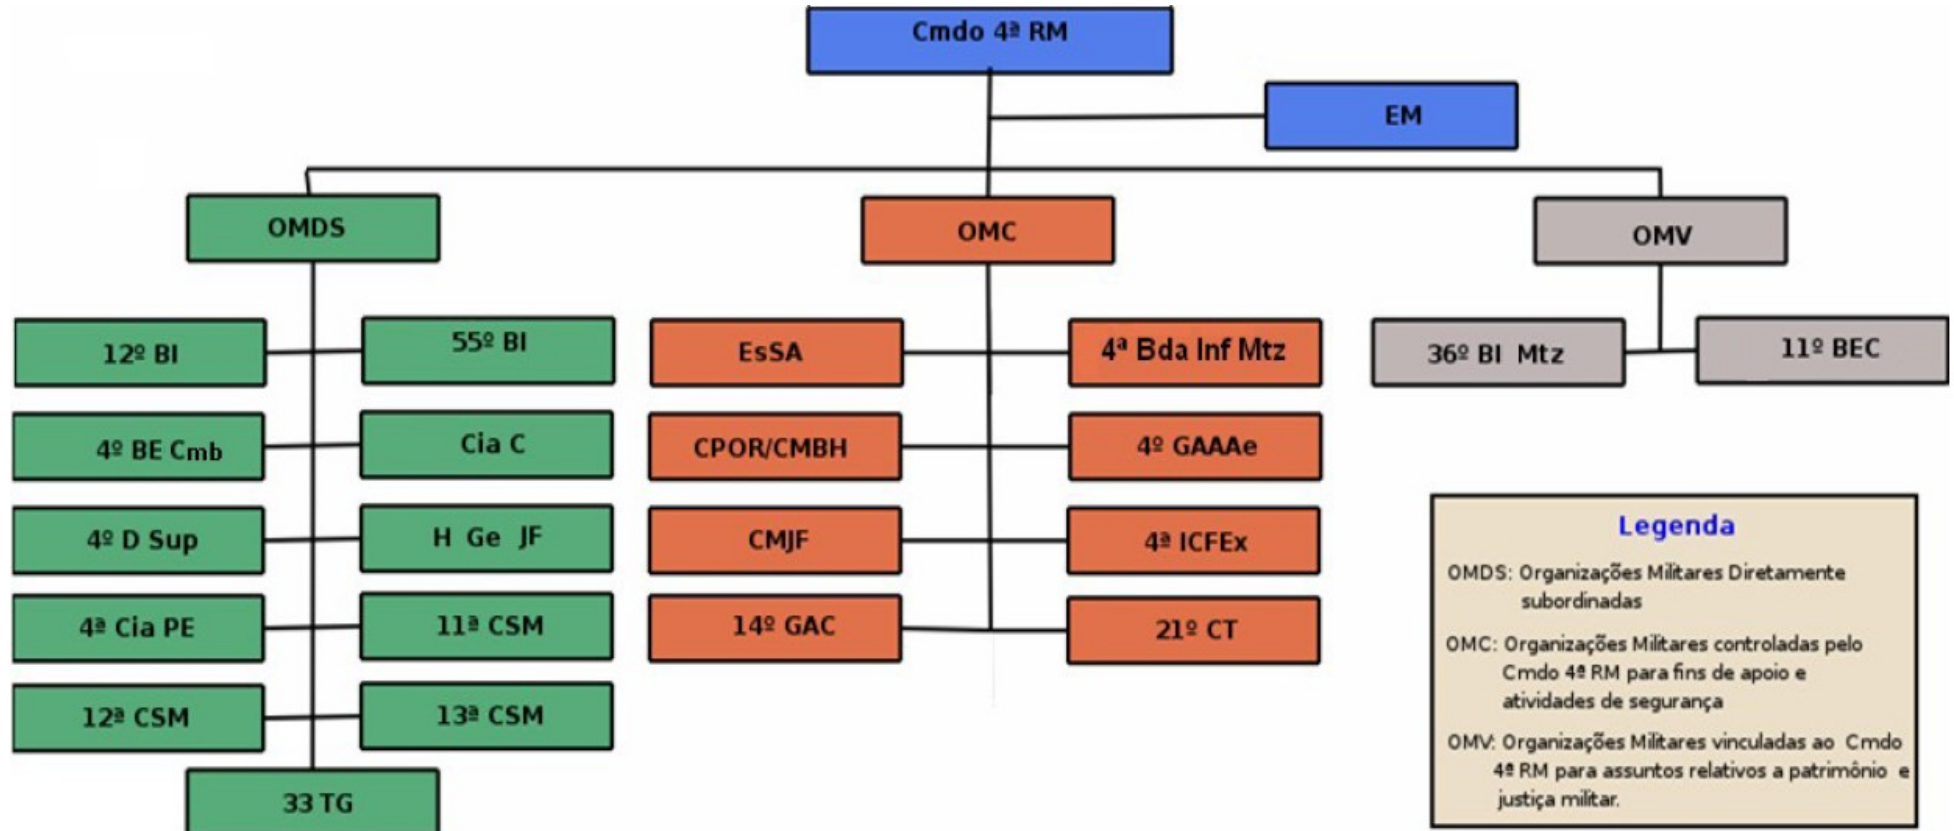 Cmdo 4ª RM
EM
OMDS
OMC
OMV
12º BI
55º BI
4º BE Cmb
Cia C
4º D Sup
H Ge JF
4ª Cia PE
11ª CSM
12ª CSM
13ª CSM
33 TG
EsSA
4ª Bda Inf Mtz
CPOR/CMBH
4º GAAAe
CMJF
4ª ICFEx
14º GAC
21º CT
36º BI Mtz
11º BEC
Legenda
OMDS: Organizações Militares Diretamente
subordinadas
OMC: Organizações Militares controladas pelo
Cmdo 4ª RM para fins de apoio e
atividades de segurança
OMV: Organizações Militares vinculadas ao Cmdo
4ª RM para assuntos relativos a patrimônio e
justiça militar.